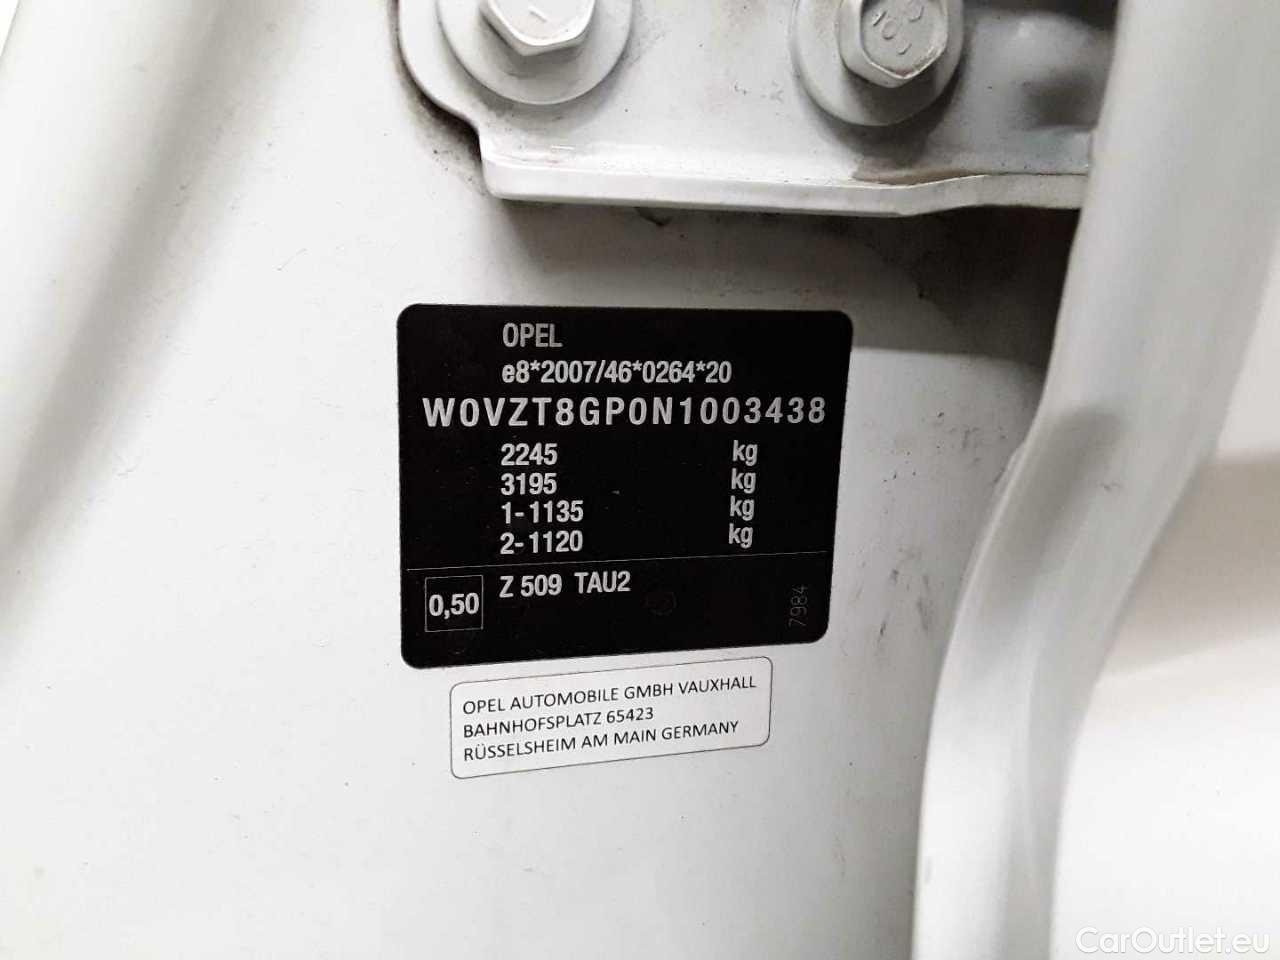 OPEL
e8*2007/46*0264*20
W0VZT8GP0N1003438
2245 kg
3195 kg
1-1135 kg
2-1120 kg
0,50 Z 509 TAU2
7984
OPEL AUTOMOBILE GMBH VAUXHALL
BAHNHOFSPLATZ 65423
RÜSSELSHEIM AM MAIN GERMANY
CarOutlet.eu